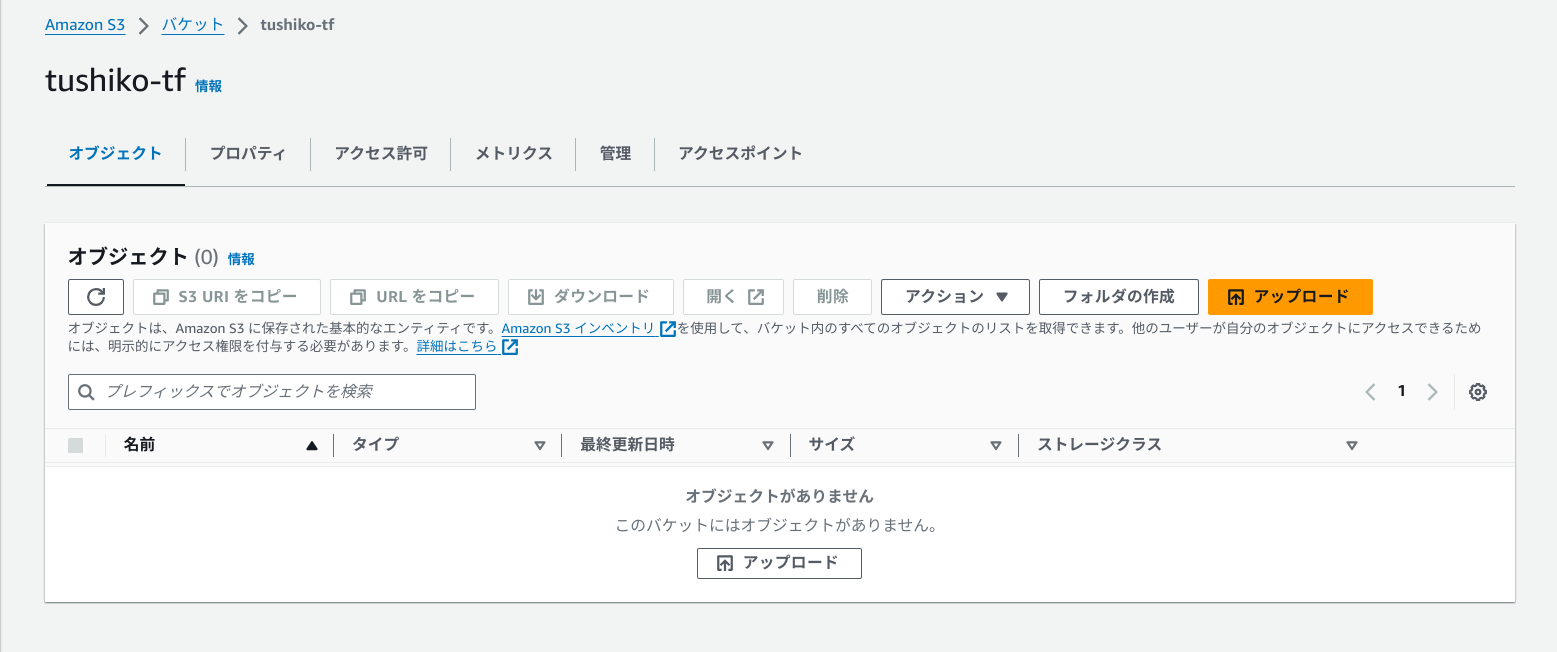 Amazon S3 > バケット > tushiko-tf
tushiko-tf 情報
オブジェクト プロパティ アクセス許可 メトリクス 管理 アクセスポイント
オブジェクト (0) 情報
S3 URI をコピー URL をコピー ダウンロード 開く 削除 アクション フォルダの作成 アップロード
オブジェクトは、Amazon S3 に保存された基本的なエンティティです。Amazon S3 インベントリ を使用して、バケット内のすべてのオブジェクトのリストを取得できます。他のユーザーが自分のオブジェクトにアクセスできるため
には、明示的にアクセス権限を付与する必要があります。詳細はこちら
プレフィックスでオブジェクトを検索
1
名前 タイプ 最終更新日時 サイズ ストレージクラス
オブジェクトがありません
このバケットにはオブジェクトがありません。
アップロード